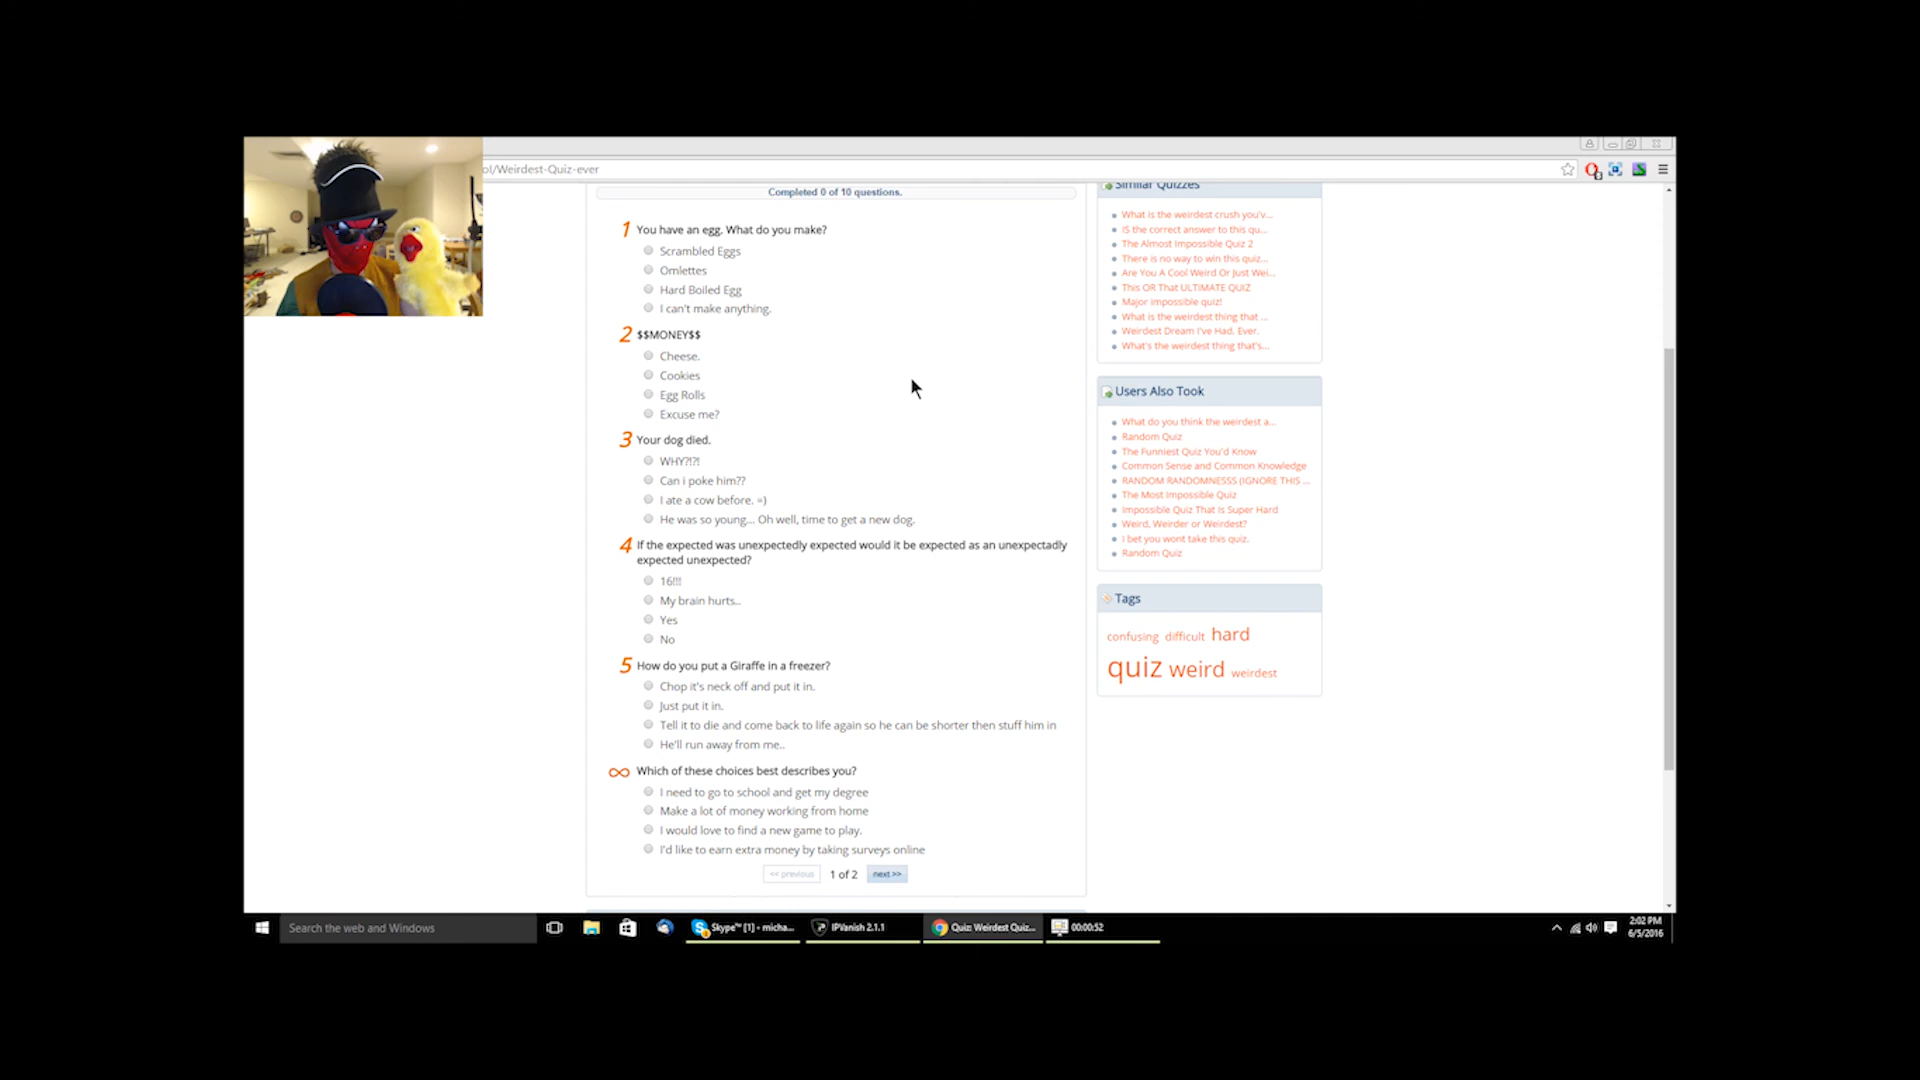 ol/Weirdest-Quiz-ever
Completed 0 of 10 questions.
1 You have an egg. What do you make?
Scrambled Eggs
Omlettes
Hard Boiled Egg
I can't make anything.
2 $$MONEY$$
Cheese.
Cookies
Egg Rolls
Excuse me?
3 Your dog died.
WHY?!?!
Can i poke him??
I ate a cow before. =)
He was so young... Oh well, time to get a new dog.
4 If the expected was unexpectedly expected would it be expected as an unexpectadly
expected unexpected?
16!!!
My brain hurts..
Yes
No
5 How do you put a Giraffe in a freezer?
Chop it's neck off and put it in.
Just put it in.
Tell it to die and come back to life again so he can be shorter then stuff him in
He'll run away from me..
∞ Which of these choices best describes you?
I need to go to school and get my degree
Make a lot of money working from home
I would love to find a new game to play.
I'd like to earn extra money by taking surveys online
<< previous 1 of 2 next >>
Similar Quizzes
What is the weirdest crush you'v...
IS the correct answer to this qu...
The Almost Impossible Quiz 2
There is no way to win this quiz...
Are You A Cool Weird Or Just Wei...
This OR That ULTIMATE QUIZ
Major impossible quiz!
What is the weirdest thing that ...
Weirdest Dream I've Had. Ever.
What's the weirdest thing that's...
Users Also Took
What do you think the weirdest a...
Random Quiz
The Funniest Quiz You'd Know
Common Sense and Common Knowledge
RANDOM RANDOMNESSS (IGNORE THIS ...
The Most Impossible Quiz
Impossible Quiz That Is Super Hard
Weird, Weirder or Weirdest?
I bet you wont take this quiz.
Random Quiz
Tags
confusing difficult hard
quiz weird weirdest
Search the web and Windows
Skype™ [1] - micha...
IPVanish 2.1.1
Quiz: Weirdest Quiz...
00:00:52
2:02 PM
6/5/2016